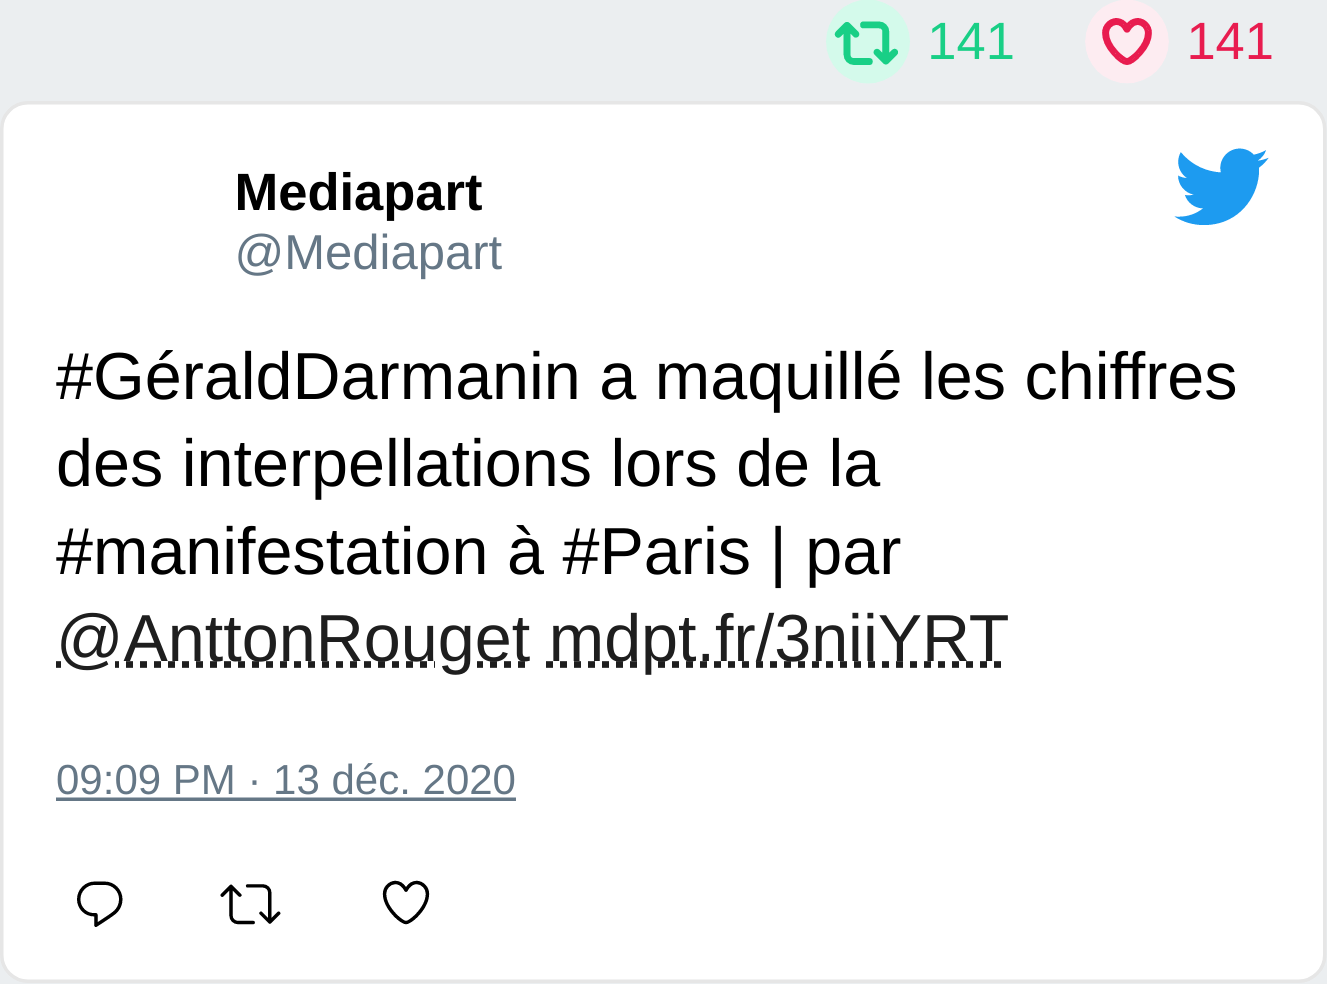 141 141
Mediapart
@Mediapart
#GéraldDarmanin a maquillé les chiffres
des interpellations lors de la
#manifestation à #Paris | par
@AnttonRouget mdpt.fr/3niiYRT
09:09 PM · 13 déc. 2020